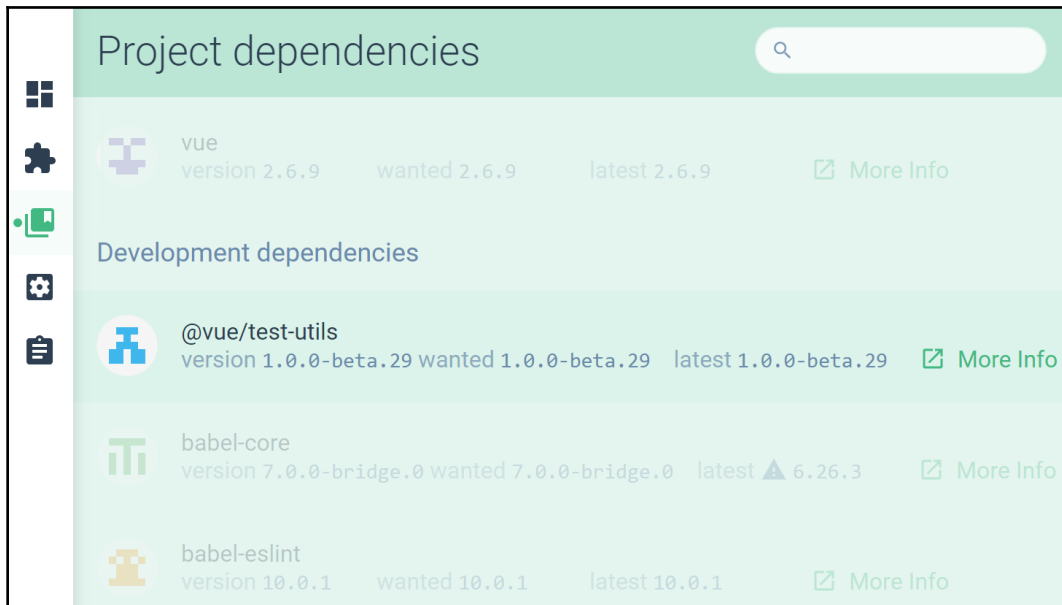 Project dependencies
vue
version 2.6.9 wanted 2.6.9 latest 2.6.9 More Info
Development dependencies
@vue/test-utils
version 1.0.0-beta.29 wanted 1.0.0-beta.29 latest 1.0.0-beta.29 More Info
babel-core
version 7.0.0-bridge.0 wanted 7.0.0-bridge.0 latest 6.26.3 More Info
babel-eslint
version 10.0.1 wanted 10.0.1 latest 10.0.1 More Info